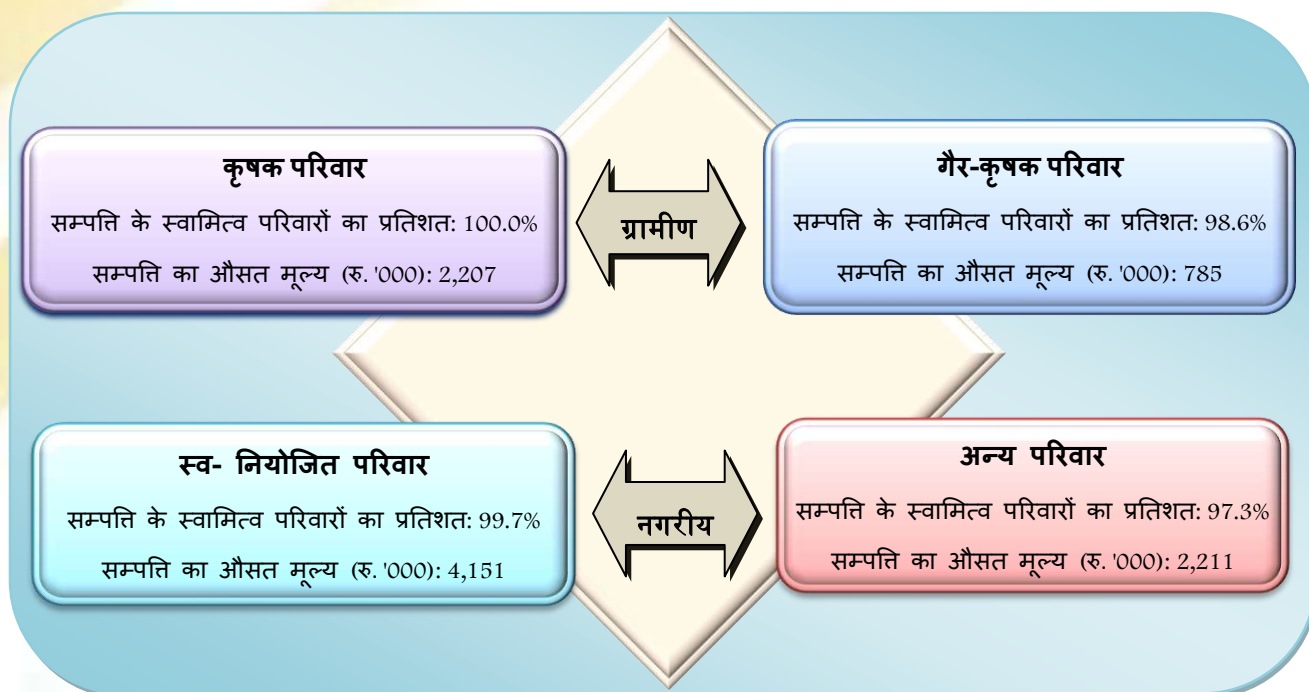 कृषक परिवार
सम्पत्ति के स्वामित्व परिवारों का प्रतिशत: 100.0%
सम्पत्ति का औसत मूल्य (रु. '000): 2,207
ग्रामीण
गैर-कृषक परिवार
सम्पत्ति के स्वामित्व परिवारों का प्रतिशत: 98.6%
सम्पत्ति का औसत मूल्य (रु. '000): 785
स्व- नियोजित परिवार
सम्पत्ति के स्वामित्व परिवारों का प्रतिशत: 99.7%
सम्पत्ति का औसत मूल्य (रु. '000): 4,151
नगरीय
अन्य परिवार
सम्पत्ति के स्वामित्व परिवारों का प्रतिशत: 97.3%
सम्पत्ति का औसत मूल्य (रु. '000): 2,211